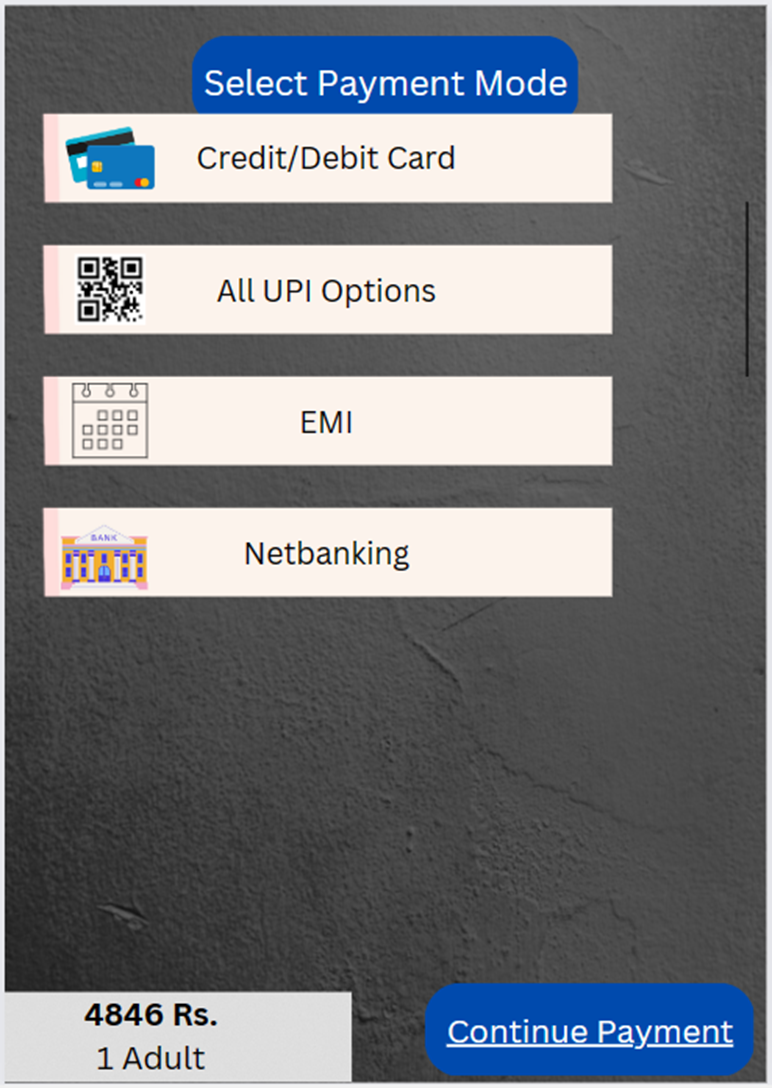 Select Payment Mode
Credit/Debit Card
All UPI Options
EMI
BANK
Netbanking
4846 Rs.
1 Adult
Continue Payment